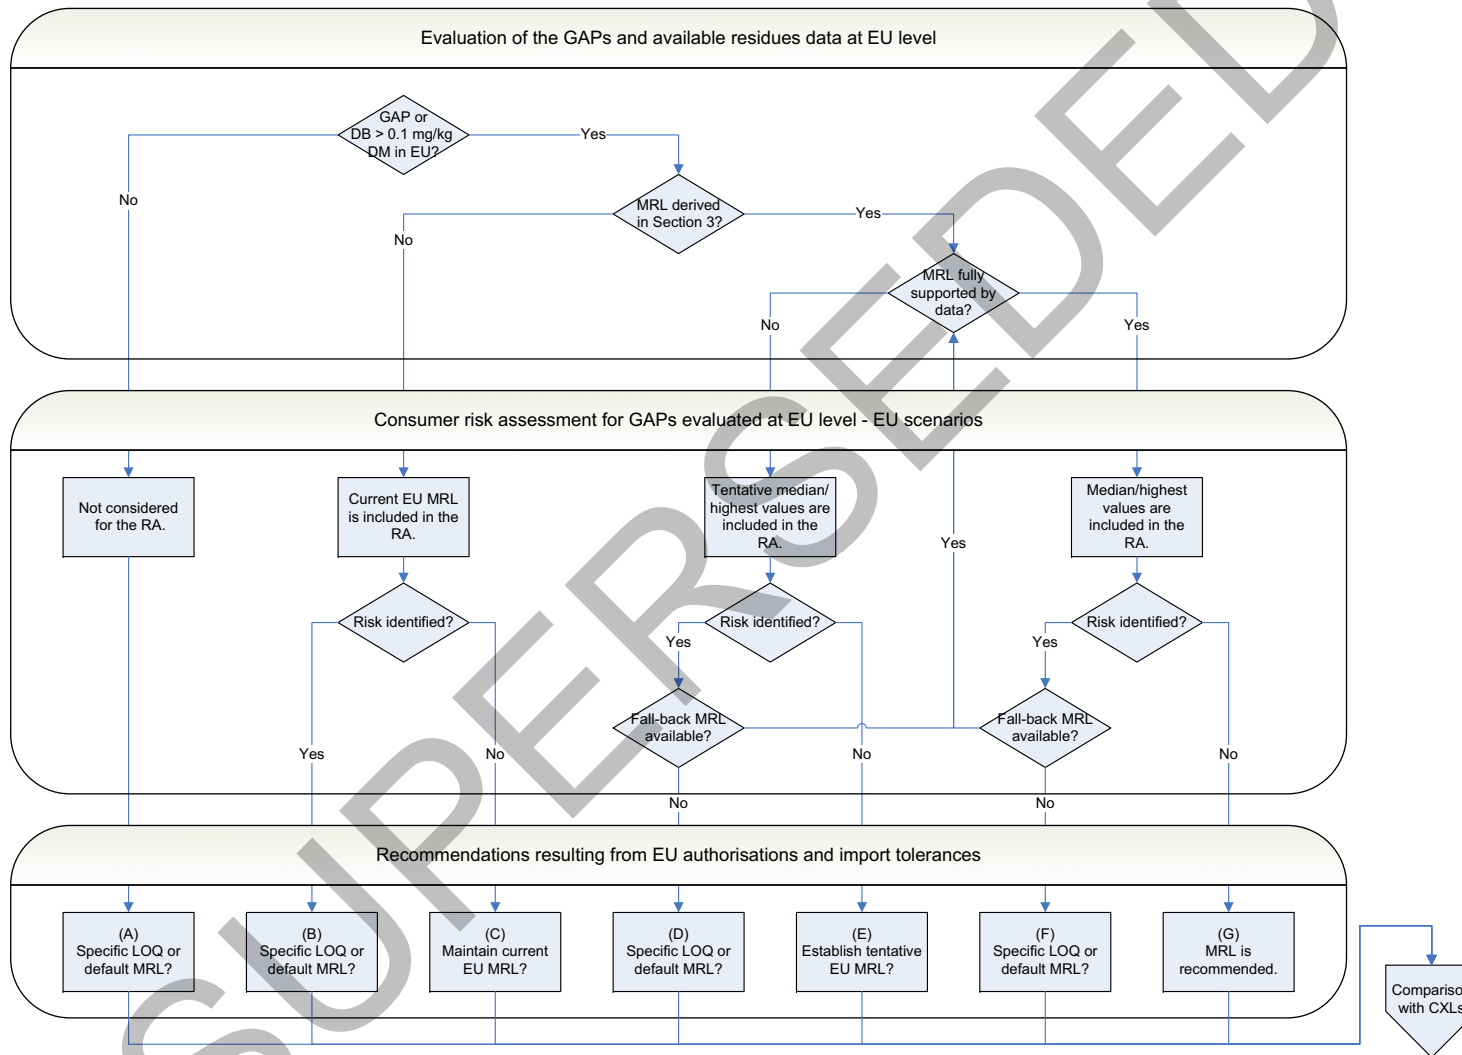 Evaluation of the GAPs and available residues data at EU level
GAP or
DB > 0.1 mg/kg
DM in EU?
Yes
No
MRL derived
in Section 3?
Yes
No
MRL fully
supported by
data?
No
Yes
Consumer risk assessment for GAPs evaluated at EU level - EU scenarios
Not considered
for the RA.
Current EU MRL
is included in the
RA.
Tentative median/
highest values are
included in the
RA.
Median/highest
values are
included in the
RA.
Yes
Risk identified?
Risk identified?
Risk identified?
Yes
Yes
Fall-back MRL
available?
Fall-back MRL
available?
Yes
No
No
No
No
No
Recommendations resulting from EU authorisations and import tolerances
(A)
Specific LOQ or
default MRL?
(B)
Specific LOQ or
default MRL?
(C)
Maintain current
EU MRL?
(D)
Specific LOQ or
default MRL?
(E)
Establish tentative
EU MRL?
(F)
Specific LOQ or
default MRL?
(G)
MRL is
recommended.
Comparison
with CXLs
SUPERSEDED